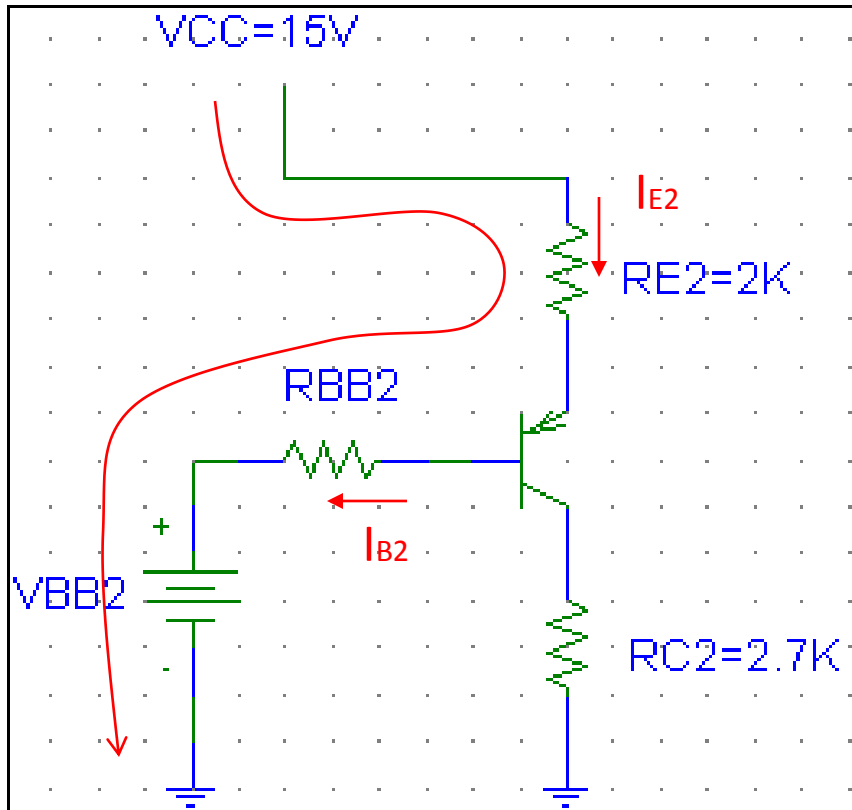 VCC=15V
IE2
RE2=2K
RBB2
IB2
+
VBB2
-
RC2=2.7K